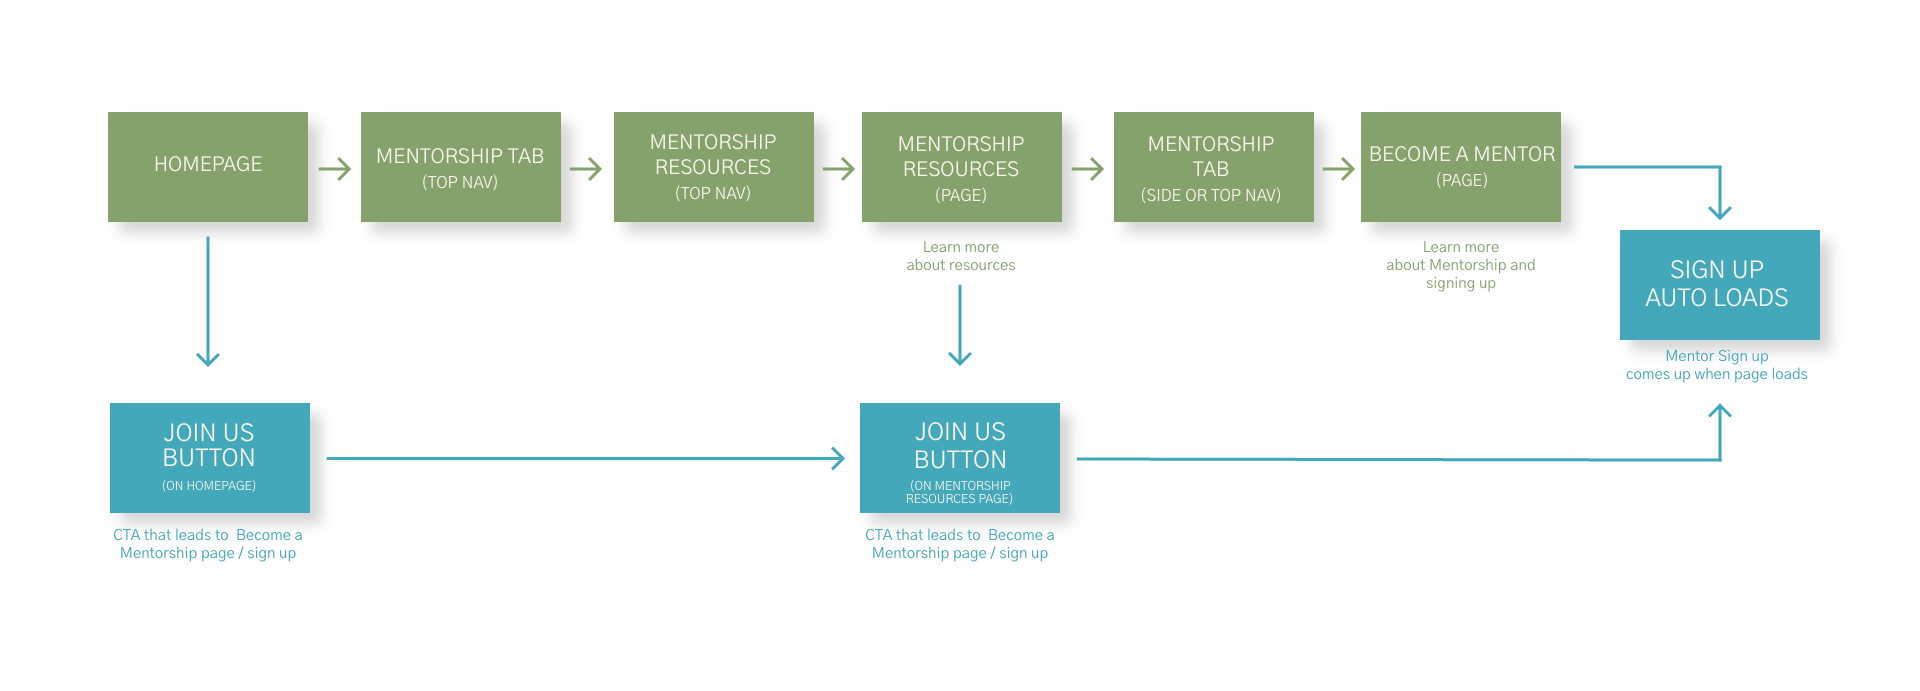 HOMEPAGE
MENTORSHIP TAB
(TOP NAV)
MENTORSHIP
RESOURCES
(TOP NAV)
MENTORSHIP
RESOURCES
(PAGE)
Learn more
about resources
MENTORSHIP
TAB
(SIDE OR TOP NAV)
BECOME A MENTOR
(PAGE)
Learn more
about Mentorship and
signing up
SIGN UP
AUTO LOADS
Mentor Sign up
comes up when page loads
JOIN US
BUTTON
(ON HOMEPAGE)
CTA that leads to  Become a
Mentorship page / sign up
JOIN US
BUTTON
(ON MENTORSHIP
RESOURCES PAGE)
CTA that leads to  Become a
Mentorship page / sign up